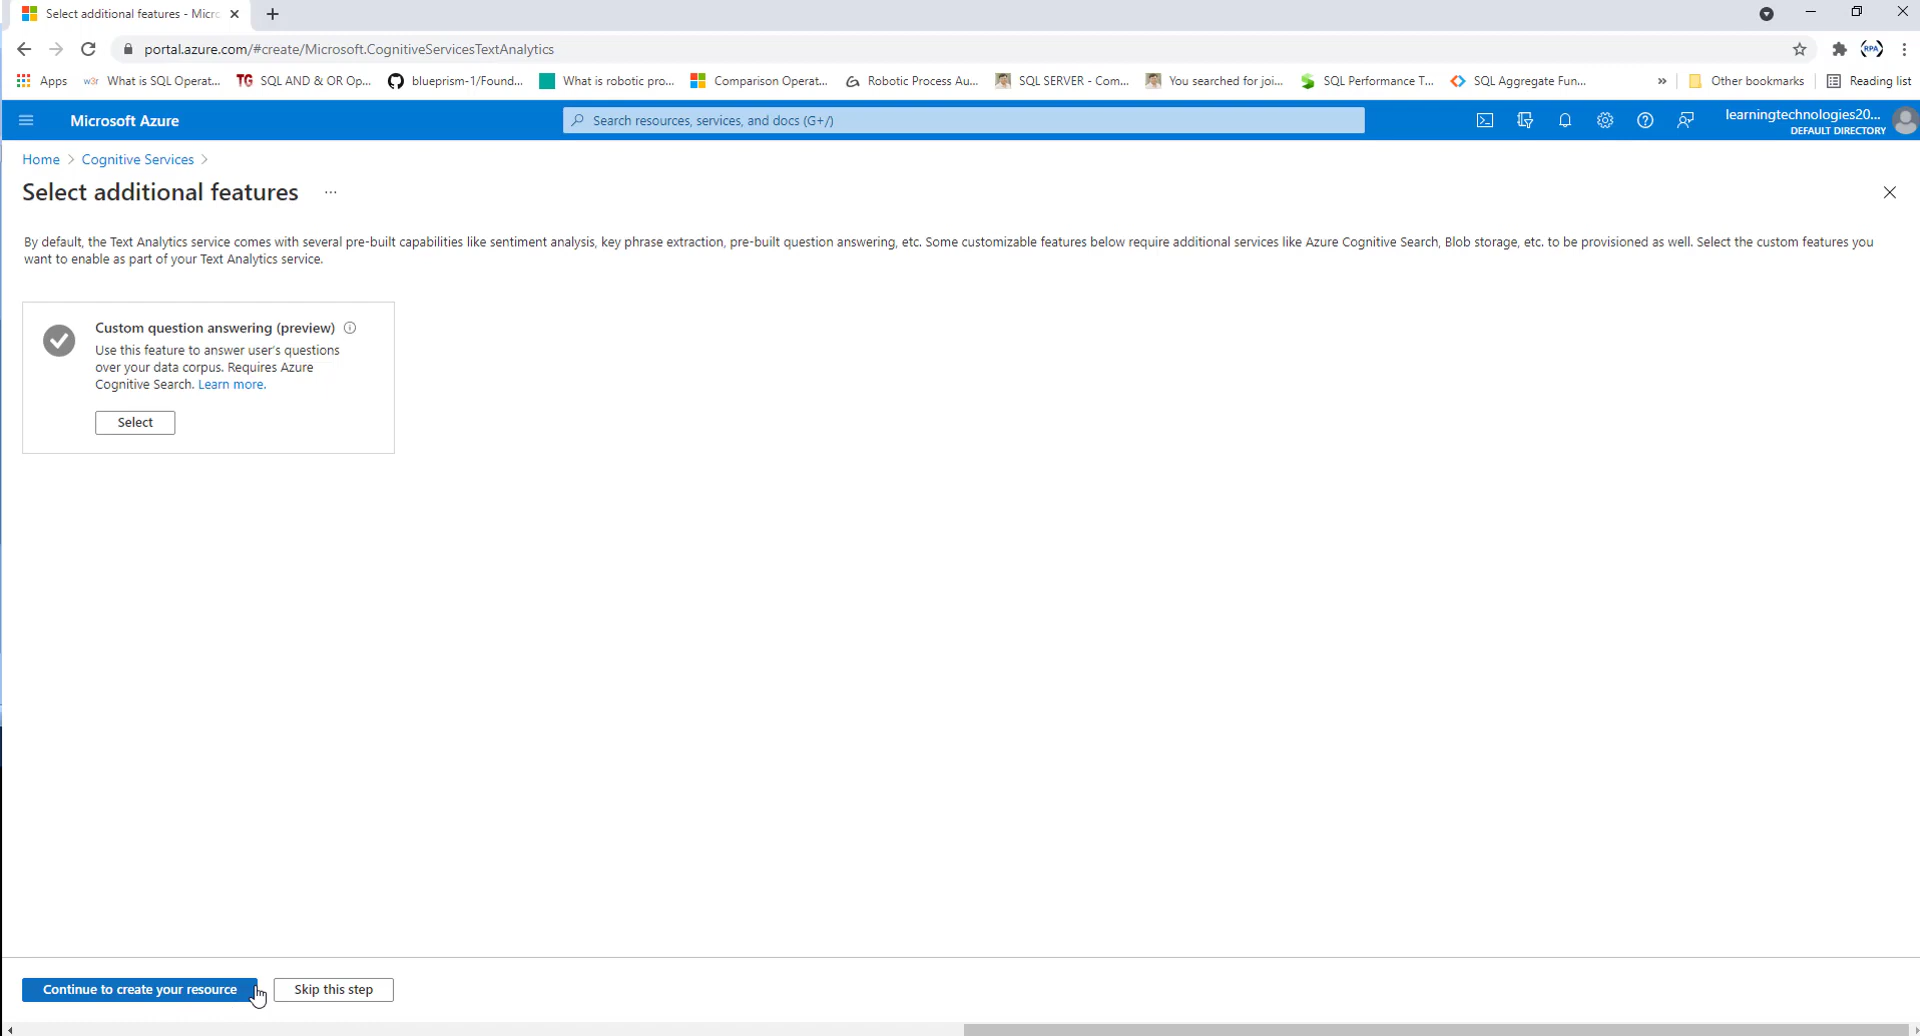 Select additional features - Micro
portal.azure.com/#create/Microsoft.CognitiveServicesTextAnalytics
RPA
Apps w3r What is SQL Operat... TG SQL AND & OR Op... blueprism-1/Found... What is robotic pro... Comparison Operat... Robotic Process Au... SQL SERVER - Com... You searched for joi... SQL Performance T... SQL Aggregate Fun... » Other bookmarks Reading list
Microsoft Azure
Search resources, services, and docs (G+/)
learningtechnologies20...
DEFAULT DIRECTORY
Home > Cognitive Services >
Select additional features ...
By default, the Text Analytics service comes with several pre-built capabilities like sentiment analysis, key phrase extraction, pre-built question answering, etc. Some customizable features below require additional services like Azure Cognitive Search, Blob storage, etc. to be provisioned as well. Select the custom features you
want to enable as part of your Text Analytics service.
Custom question answering (preview)
Use this feature to answer user's questions
over your data corpus. Requires Azure
Cognitive Search. Learn more.
Select
Continue to create your resource
Skip this step